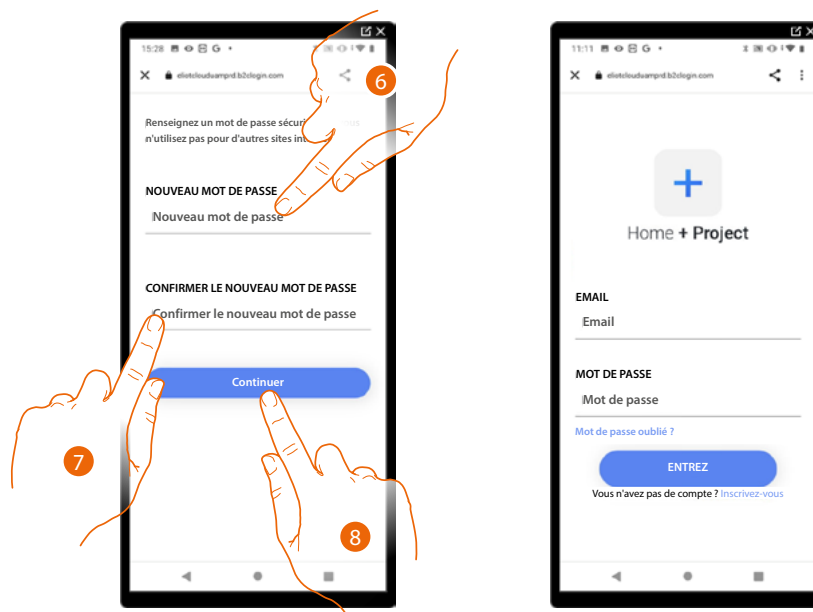 15:28 G
elietclouduamprd.b2clogin.com
6
Renseignez un mot de passe sécuri
n'utilisez pas pour d'autres sites int
NOUVEAU MOT DE PASSE
Nouveau mot de passe
CONFIRMER LE NOUVEAU MOT DE PASSE
Confirmer le nouveau mot de passe
Continuer
7
8
11:11 G
elietclouduamprd.b2clogin.com
Home + Project
EMAIL
Email
MOT DE PASSE
Mot de passe
Mot de passe oublié ?
ENTREZ
Vous n'avez pas de compte ? Inscrivez-vous